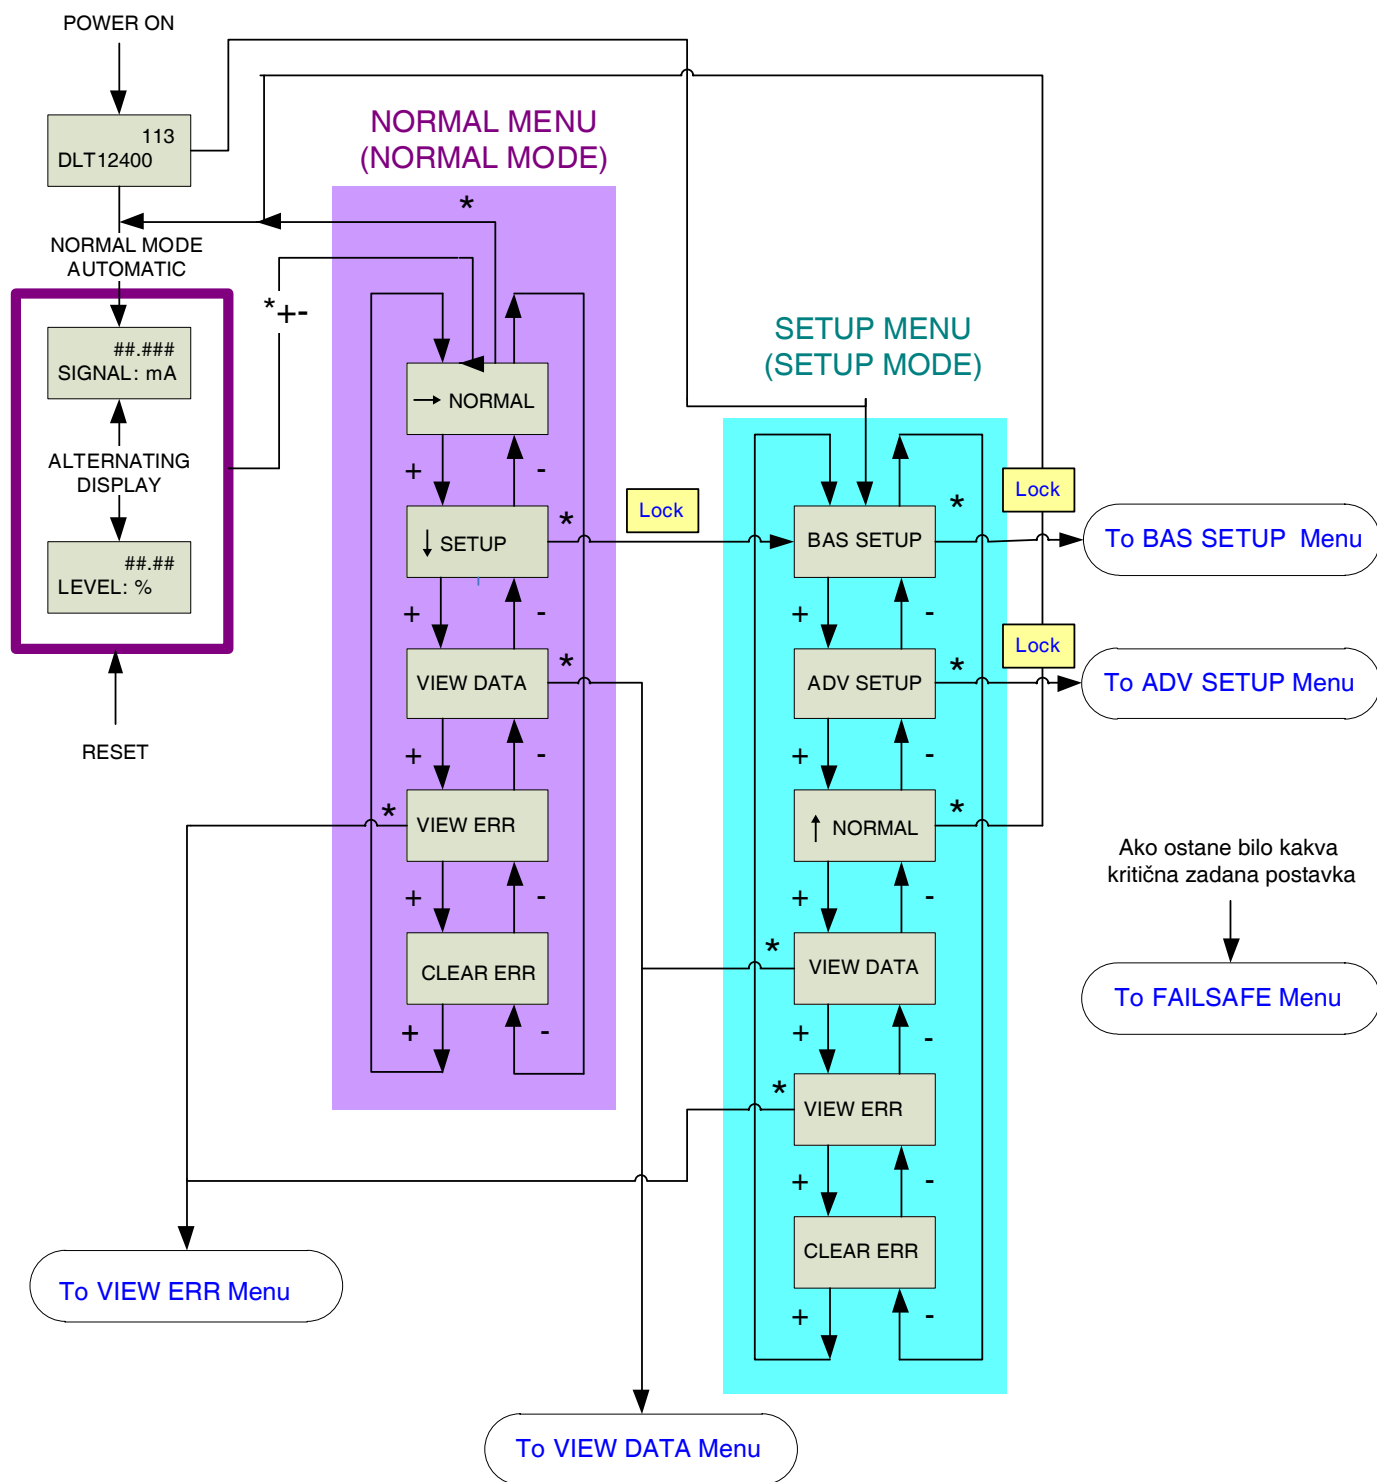 POWER ON
113
DLT12400
NORMAL MODE
AUTOMATIC
##.###
SIGNAL: mA
ALTERNATING
DISPLAY
##.##
LEVEL: %
RESET
*+-
NORMAL MENU
(NORMAL MODE)
*
→ NORMAL
+ -
↓ SETUP
*
Lock
+ -
VIEW DATA
*
+ -
*
VIEW ERR
+ -
CLEAR ERR
+ -
SETUP MENU
(SETUP MODE)
BAS SETUP
*
Lock
To BAS SETUP Menu
+ -
ADV SETUP
*
Lock
To ADV SETUP Menu
+ -
↑ NORMAL
*
+ -
*
VIEW DATA
+ -
*
VIEW ERR
+ -
CLEAR ERR
+ -
Ako ostane bilo kakva
kritična zadana postavka
To FAILSAFE Menu
To VIEW ERR Menu
To VIEW DATA Menu